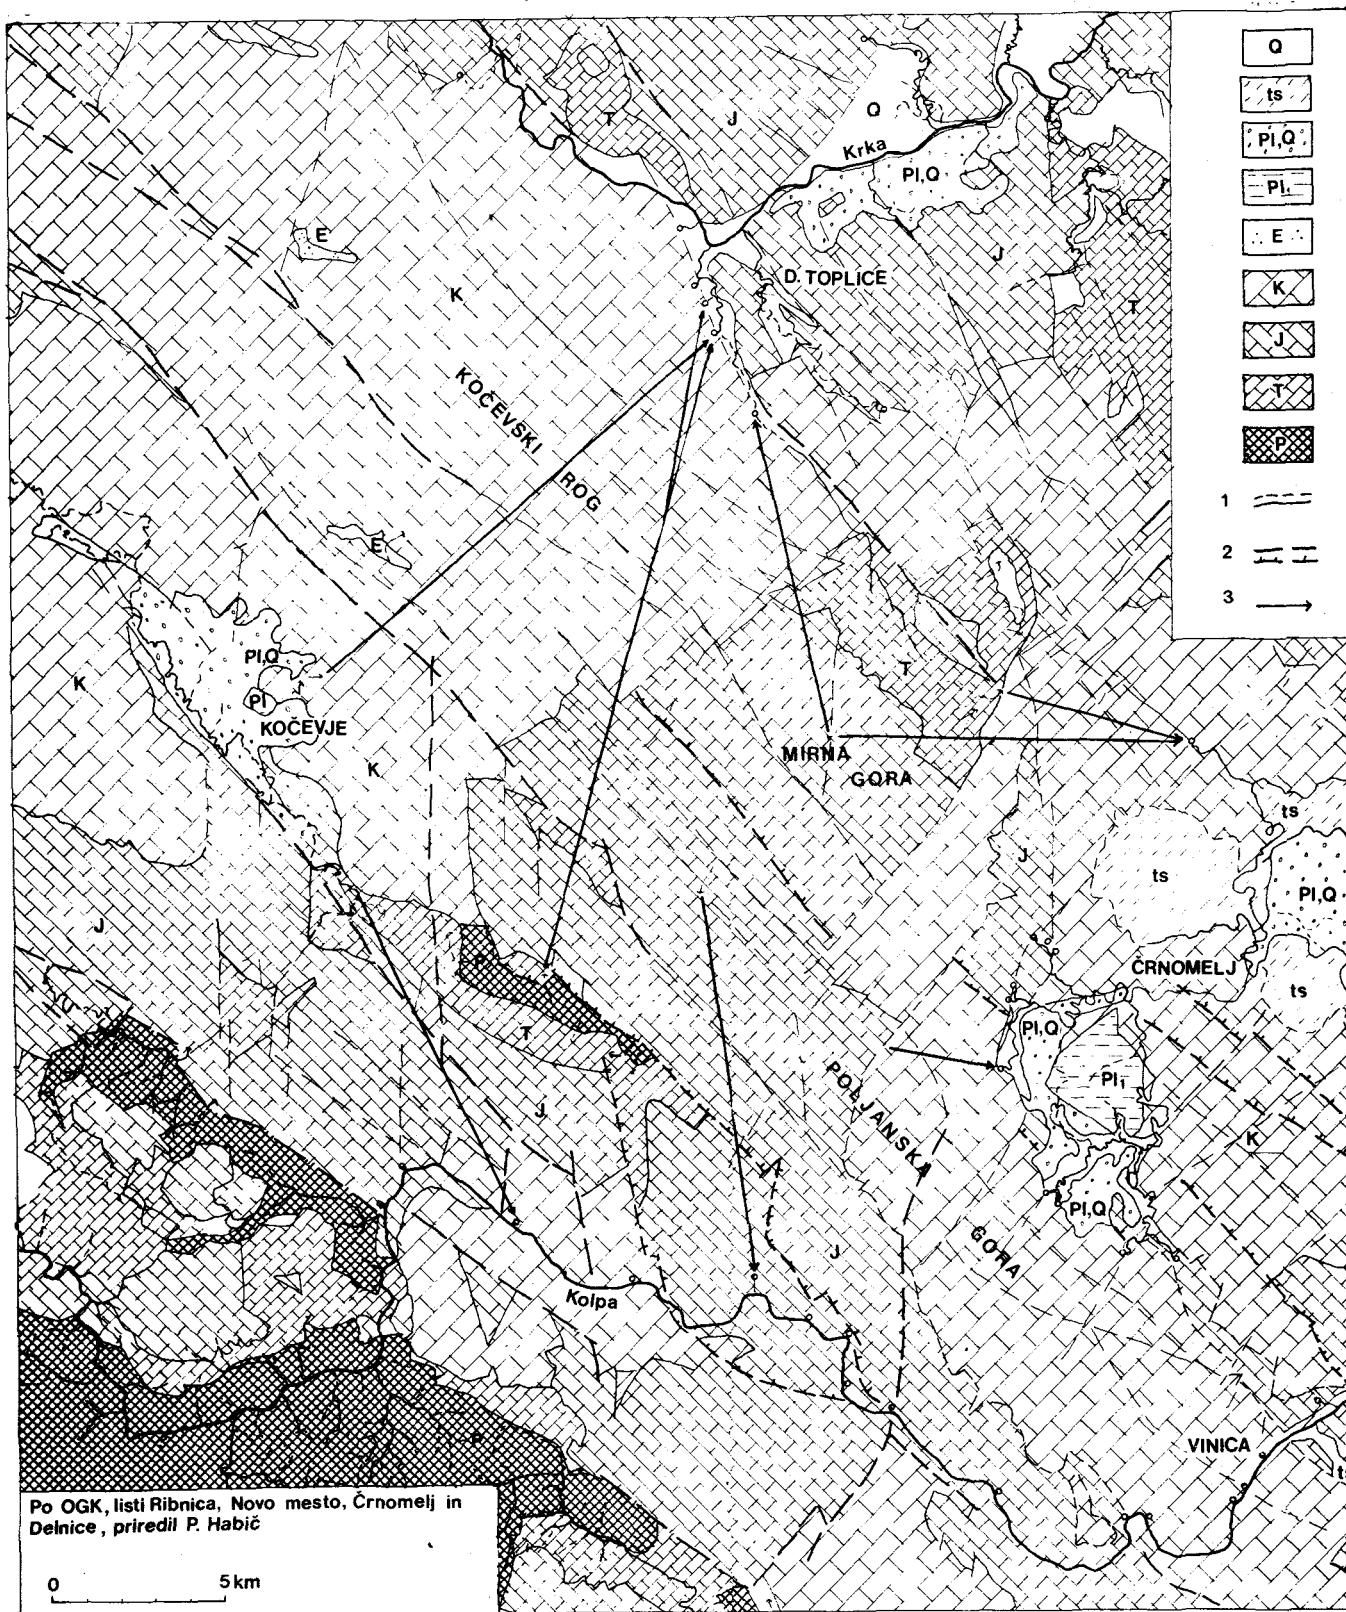 Q
ts
Pl,Q
Pl₁
E
K
J
T
P
1
2
3
T
J
Q
Krka
Pl,Q
J
T
E
K
D. TOPLICE
KOČEVSKI
ROG
E
Pl,Q
Pl
KOČEVJE
K
K
T
T
T
MIRNA
GORA
J
ts
ts
Pl,Q
ts
ČRNOMELJ
J
P
T
J
Pl,Q
Pl₁
POLJANSKA
GORA
K
Pl,Q
J
Kolpa
P
VINICA
ts
Po OGK, listi Ribnica, Novo mesto, Črnomelj in
Delnice, priredil P. Habič
0 5 km